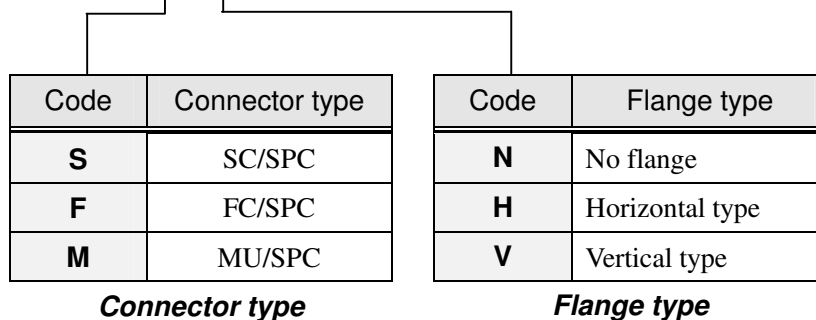 Code Connector type
S SC/SPC
F FC/SPC
M MU/SPC
Connector type
Code Flange type
N No flange
H Horizontal type
V Vertical type
Flange type